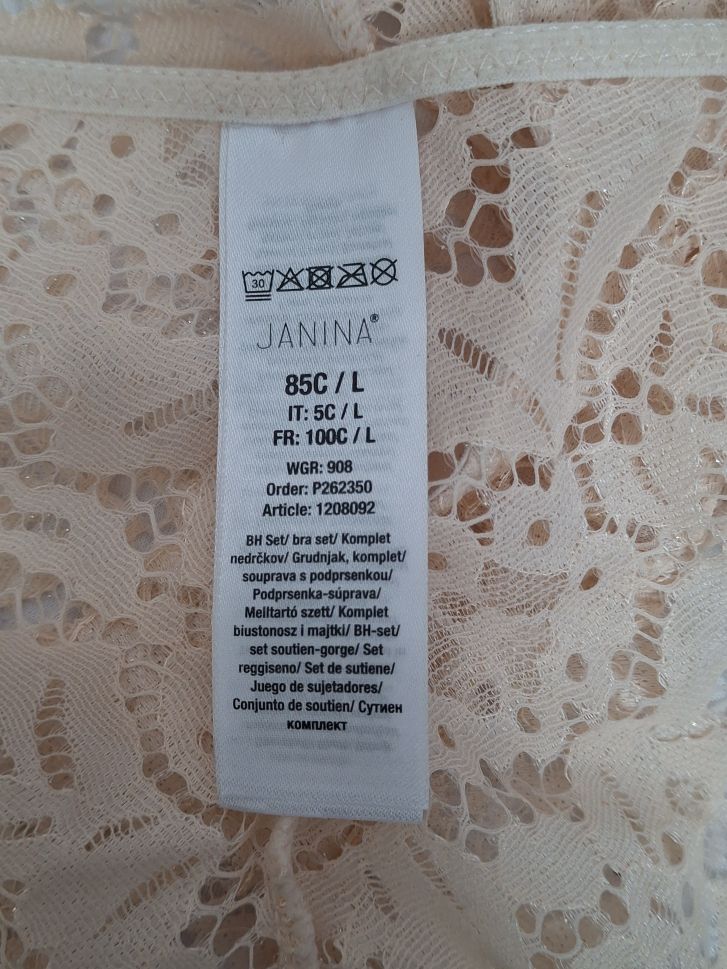 30
JANINA®
85C / L
IT: 5C / L
FR: 100C / L
WGR: 908
Order: P262350
Article: 1208092
BH Set/ bra set/ Komplet
nedrčkov/ Grudnjak, komplet/
souprava s podprsenkou/
Podprsenka-súprava/
Melltartó szett/ Komplet
biustonosz i majtki/ BH-set/
set soutien-gorge/ Set
reggiseno/ Set de sutiene/
Juego de sujetadores/
Conjunto de soutien/ Сутиен
комплект